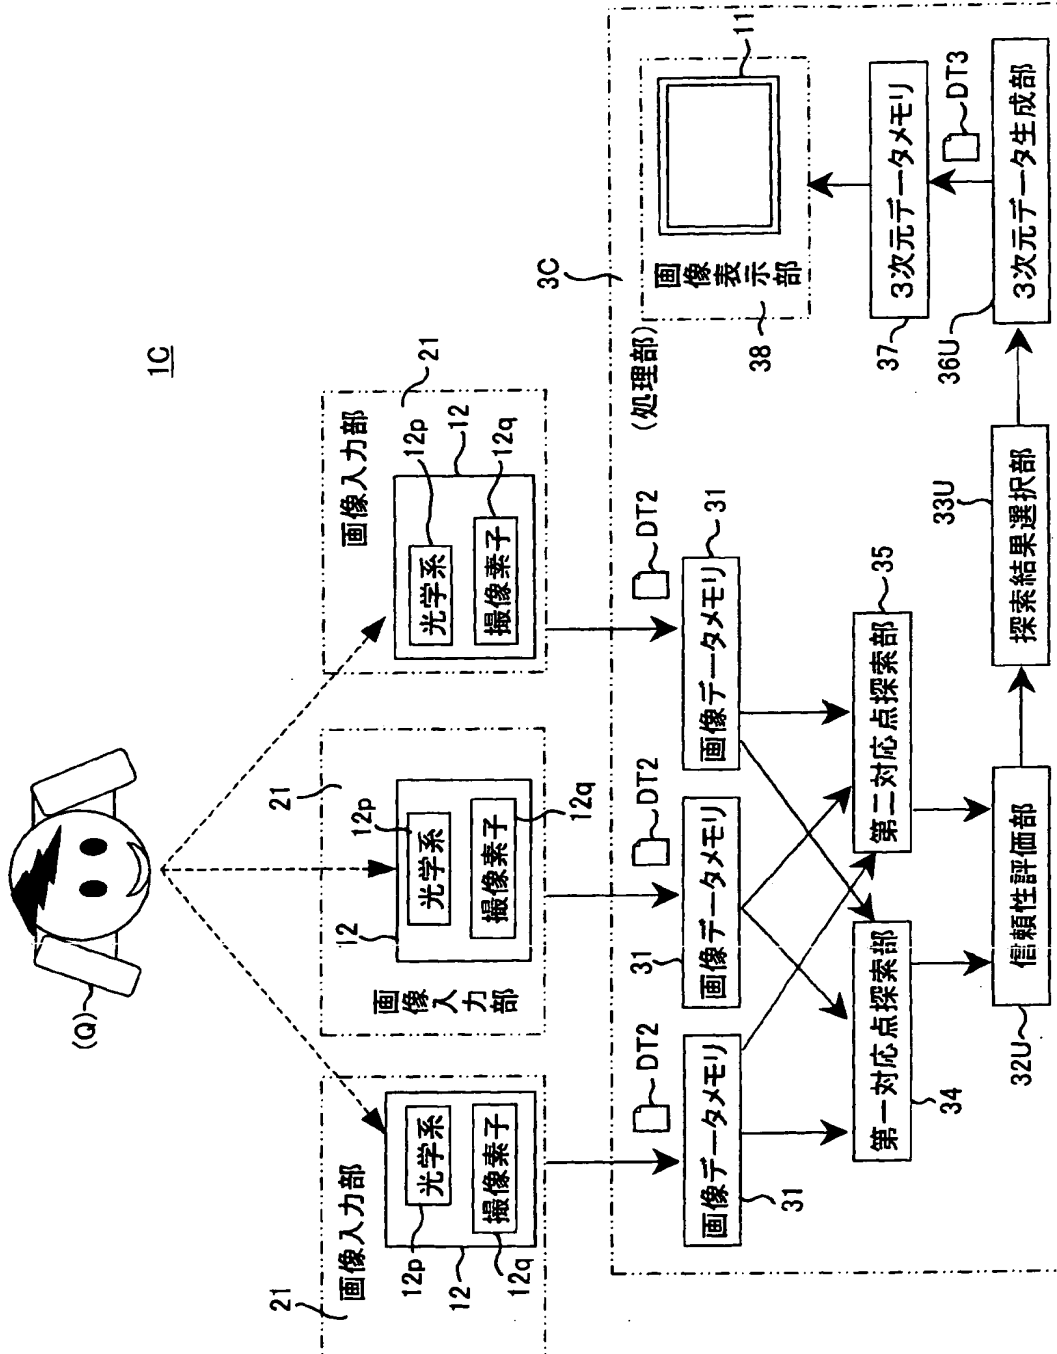 1C
(Q)
21
画像入力部
12p
光学系
撮像素子
12
12q
21
画像入力部
12p
光学系
撮像素子
12
12q
画像入力部
21
12p
光学系
撮像素子
12
12q
3C
(処理部)
DT2
DT2
DT2
画像データメモリ
31
画像データメモリ
31
画像データメモリ
31
第一対応点探索部
34
第二対応点探索部
35
信頼性評価部
32U
探索結果選択部
33U
3次元データ生成部
36U
DT3
3次元データメモリ
37
画像表示部
38
11